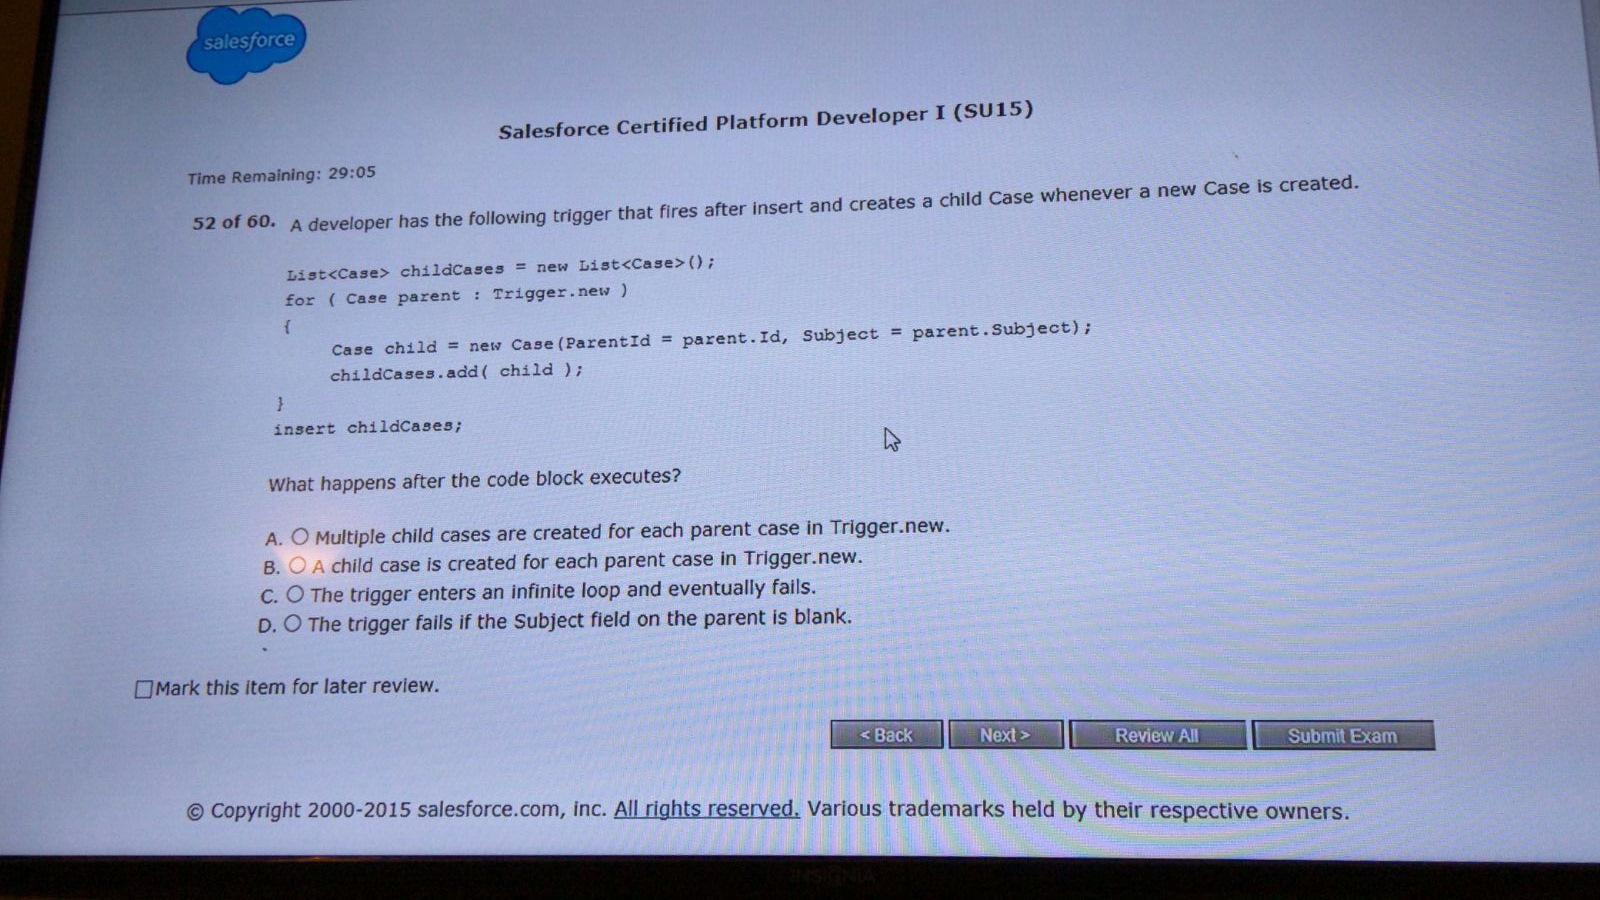 salesforce
Salesforce Certified Platform Developer I (SU15)
Time Remaining: 29:05
52 of 60. A developer has the following trigger that fires after insert and creates a child Case whenever a new Case is created.
List<Case> childCases = new List<Case>();
for ( Case parent : Trigger.new )
{
Case child = new Case(ParentId = parent.Id, Subject = parent.Subject);
childCases.add( child );
}
insert childCases;
What happens after the code block executes?
A. Multiple child cases are created for each parent case in Trigger.new.
B. A child case is created for each parent case in Trigger.new.
C. The trigger enters an infinite loop and eventually fails.
D. The trigger fails if the Subject field on the parent is blank.
Mark this item for later review.
< Back Next > Review All Submit Exam
© Copyright 2000-2015 salesforce.com, inc. All rights reserved. Various trademarks held by their respective owners.
INSIGNIA